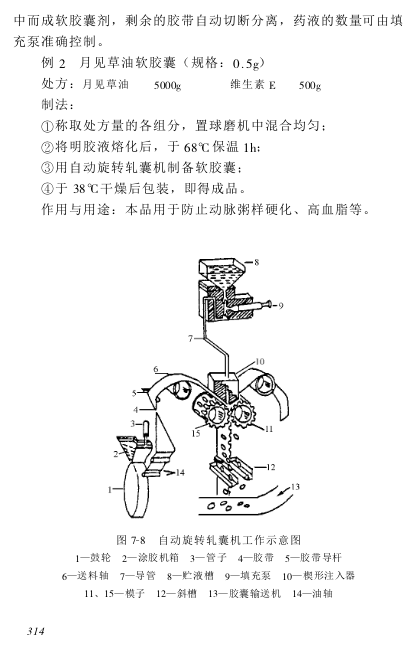 中而成软胶囊剂，剩余的胶带自动切断分离，药液的数量可由填
充泵准确控制。
例 2 月见草油软胶囊（规格：0.5g）
处方：月见草油 5000g 维生素 E 500g
制法：
①称取处方量的各组分，置球磨机中混合均匀；
②将明胶液熔化后，于 68℃保温 1h；
③用自动旋转轧囊机制备软胶囊；
④于 38℃干燥后包装，即得成品。
作用与用途：本品用于防止动脉粥样硬化、高血脂等。
8
9
7
10
6
5
4
3
15
11
2
12
14
1
13
图 7-8 自动旋转轧囊机工作示意图
1—鼓轮 2—涂胶机箱 3—管子 4—胶带 5—胶带导杆
6—送料轴 7—导管 8—贮液槽 9—填充泵 10—楔形注入器
11、15—模子 12—斜槽 13—胶囊输送机 14—油轴
314